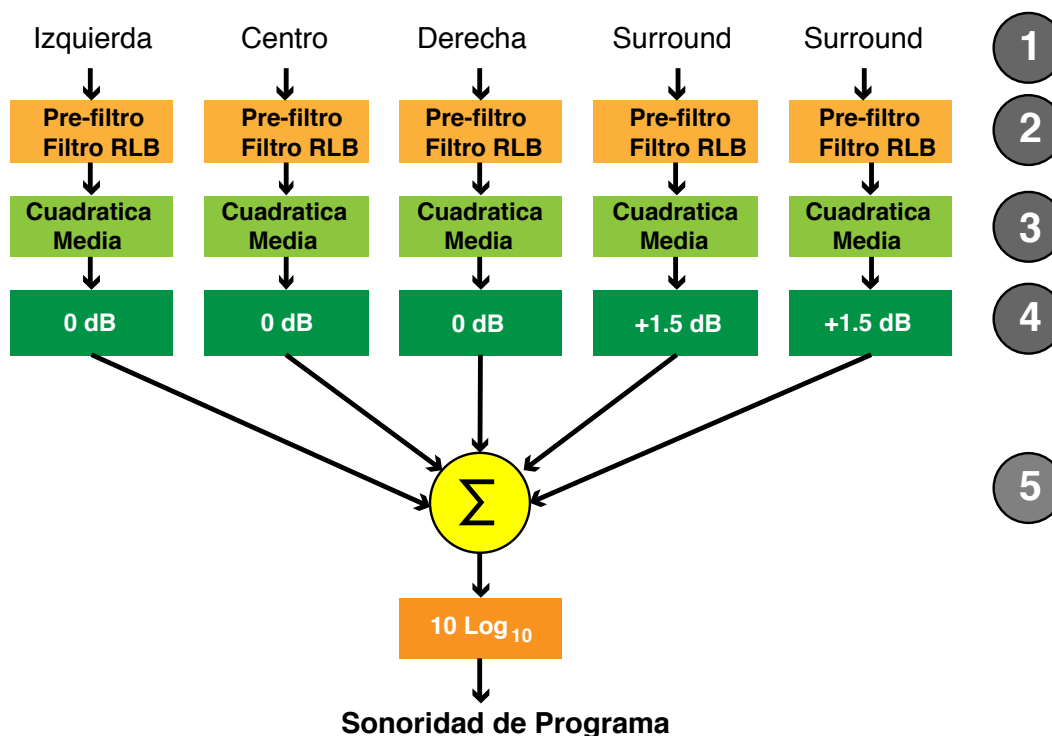 Izquierda Centro Derecha Surround Surround 1
Pre-filtro Pre-filtro Pre-filtro Pre-filtro Pre-filtro
Filtro RLB Filtro RLB Filtro RLB Filtro RLB Filtro RLB 2
Cuadratica Cuadratica Cuadratica Cuadratica Cuadratica
Media Media Media Media Media 3
0 dB 0 dB 0 dB +1.5 dB +1.5 dB 4
Σ 5
10 Log10
Sonoridad de Programa